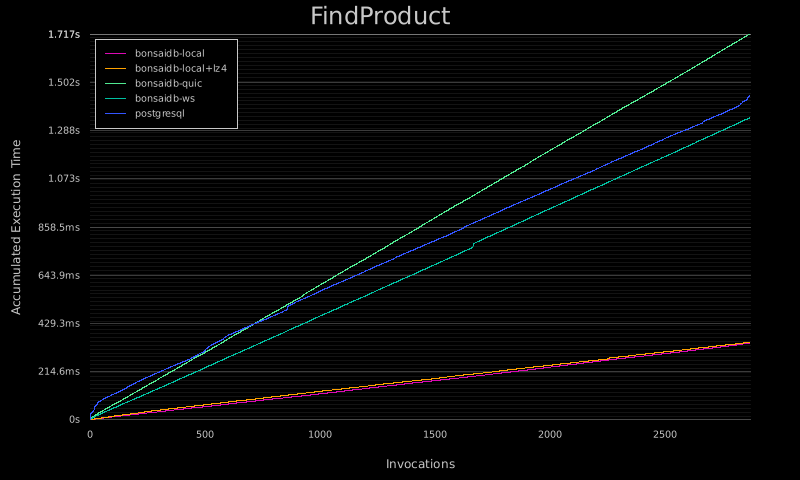 FindProduct
1.717s
1.502s
1.288s
1.073s
858.5ms
643.9ms
429.3ms
214.6ms
0s
Accumulated Execution Time
bonsaidb-local
bonsaidb-local+lz4
bonsaidb-quic
bonsaidb-ws
postgresql
0 500 1000 1500 2000 2500
Invocations